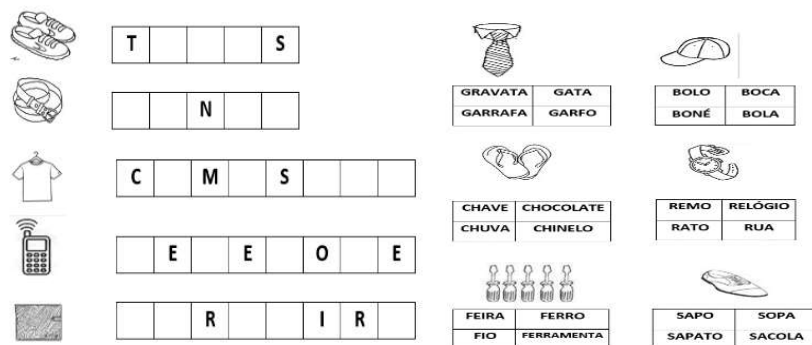 T S
N
C M S
E E O E
R I R
GRAVATA GATA
GARRAFA GARFO
BOLO BOCA
BONÉ BOLA
CHAVE CHOCOLATE
CHUVA CHINELO
REMO RELÓGIO
RATO RUA
FEIRA FERRO
FIO FERRAMENTA
SAPO SOPA
SAPATO SACOLA